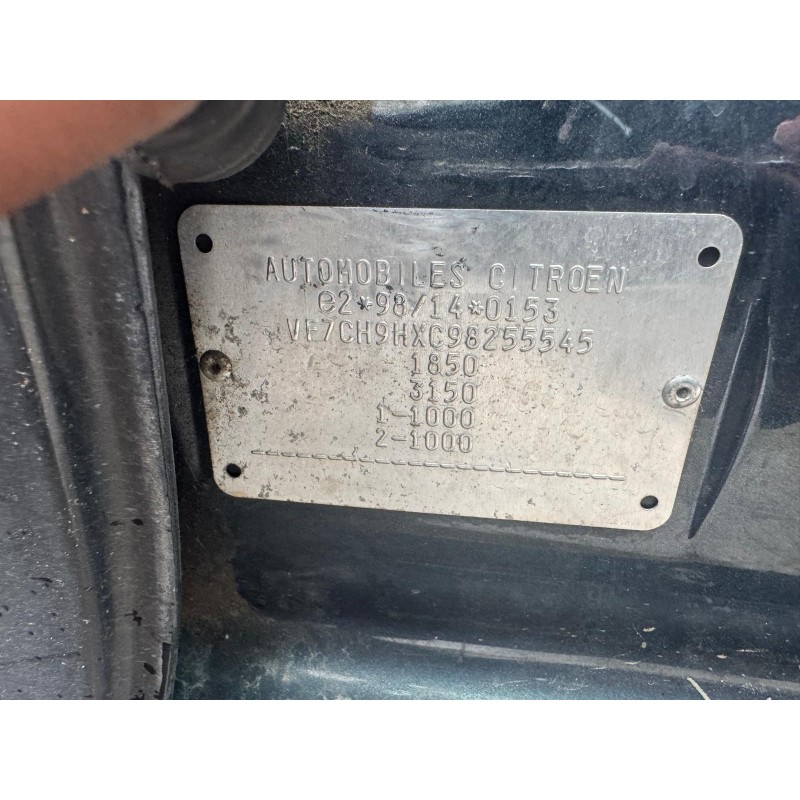 AUTOMOBILES CITROEN
e2*98/14*0153
VF7CH9HXC98255545
1850
3150
1-1000
2-1000